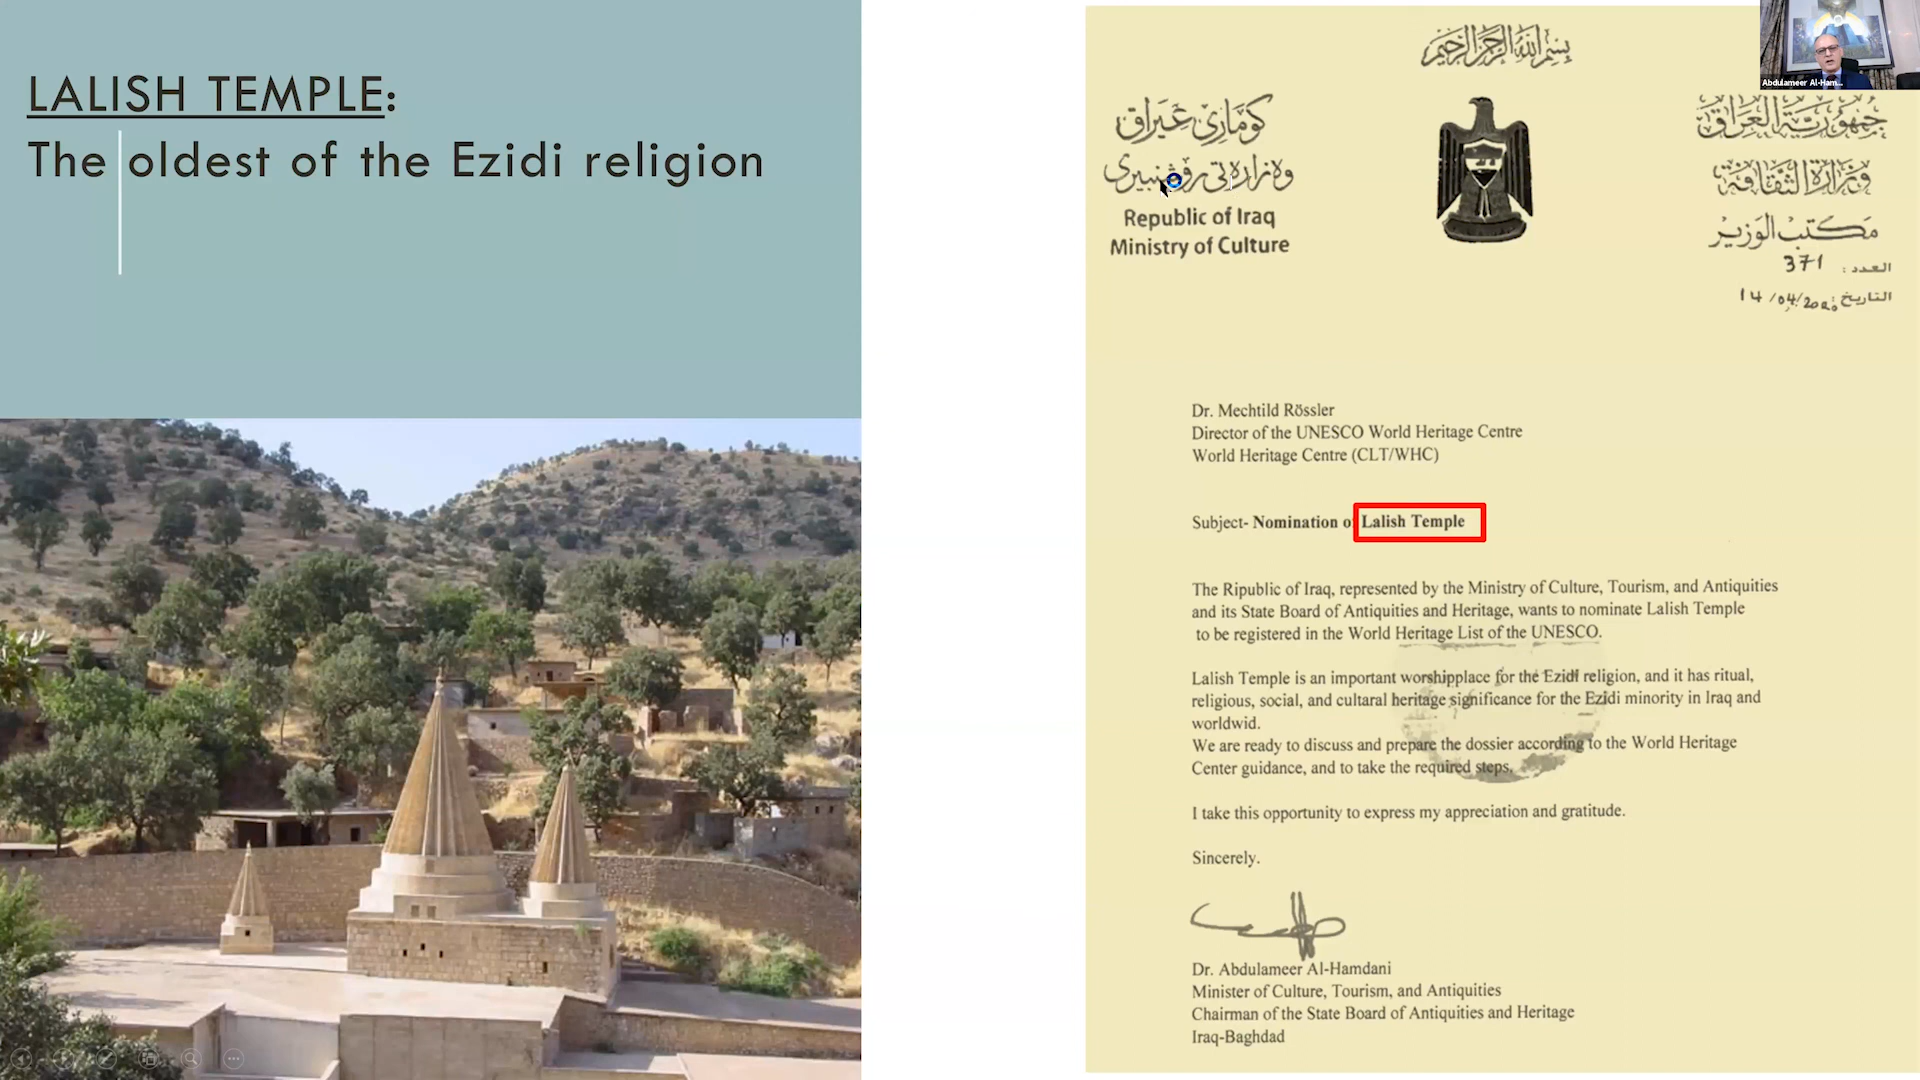 LALISH TEMPLE:
The oldest of the Ezidi religion
بسم الله الرحمن الرحيم
كۆماری عێراق
وەزارەتی رۆشنبیری
Republic of Iraq
Ministry of Culture
جمهورية العراق
وزارة الثقافة
مكتب الوزير
العدد : 371
التاريخ : 14/04/2020
Dr. Mechtild Rössler
Director of the UNESCO World Heritage Centre
World Heritage Centre (CLT/WHC)
Subject- Nomination of Lalish Temple
The Ripublic of Iraq, represented by the Ministry of Culture, Tourism, and Antiquities
and its State Board of Antiquities and Heritage, wants to nominate Lalish Temple
to be registered in the World Heritage List of the UNESCO.
Lalish Temple is an important worshipplace for the Ezidi religion, and it has ritual,
religious, social, and cultaral heritage significance for the Ezidi minority in Iraq and
worldwid.
We are ready to discuss and prepare the dossier according to the World Heritage
Center guidance, and to take the required steps.
I take this opportunity to express my appreciation and gratitude.
Sincerely.
Dr. Abdulameer Al-Hamdani
Minister of Culture, Tourism, and Antiquities
Chairman of the State Board of Antiquities and Heritage
Iraq-Baghdad
Abdulameer Al-Ham...